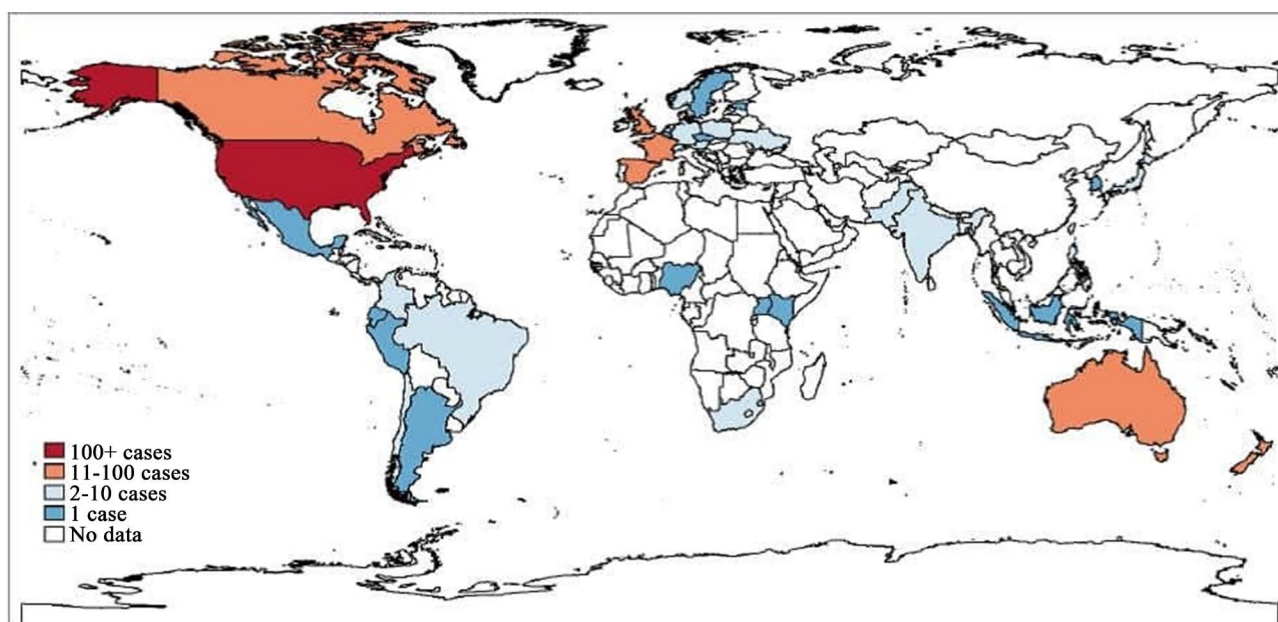 100+ cases
11-100 cases
2-10 cases
1 case
No data